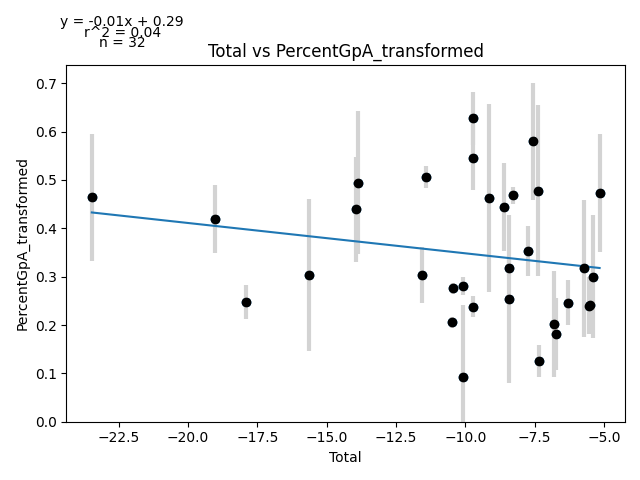 y = -0.01x + 0.29
r^2 = 0.04
n = 32
Total vs PercentGpA_transformed
PercentGpA_transformed
0.7
0.6
0.5
0.4
0.3
0.2
0.1
0.0
−22.5 −20.0 −17.5 −15.0 −12.5 −10.0 −7.5 −5.0
Total